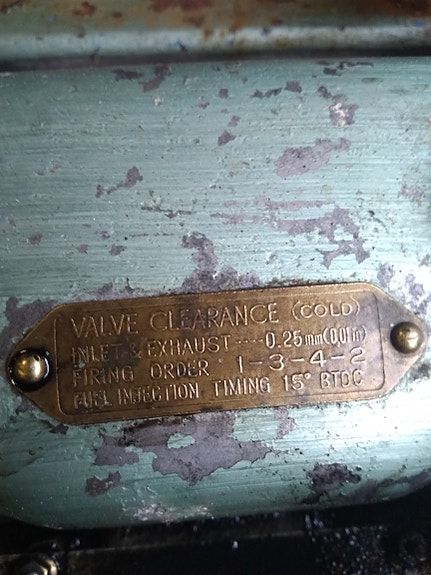 VALVE CLEARANCE (COLD)
INLET & EXHAUST----0.25mm(0.01in)
FIRING ORDER 1-3-4-2
FUEL INJECTION TIMING 15° BTDC